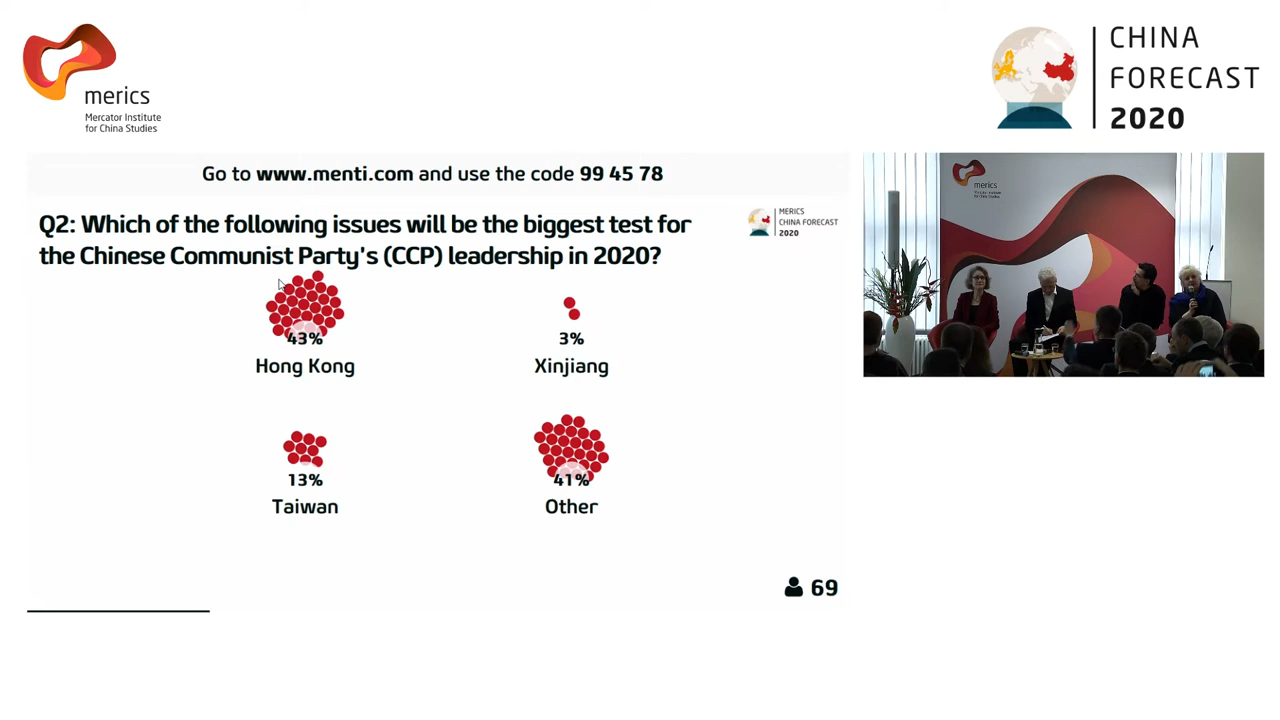 merics
Mercator Institute
for China Studies
CHINA
FORECAST
2020
Go to www.menti.com and use the code 99 45 78
Q2: Which of the following issues will be the biggest test for
the Chinese Communist Party's (CCP) leadership in 2020?
MERICS
CHINA FORECAST
2020
43%
Hong Kong
3%
Xinjiang
13%
Taiwan
41%
Other
69
merics